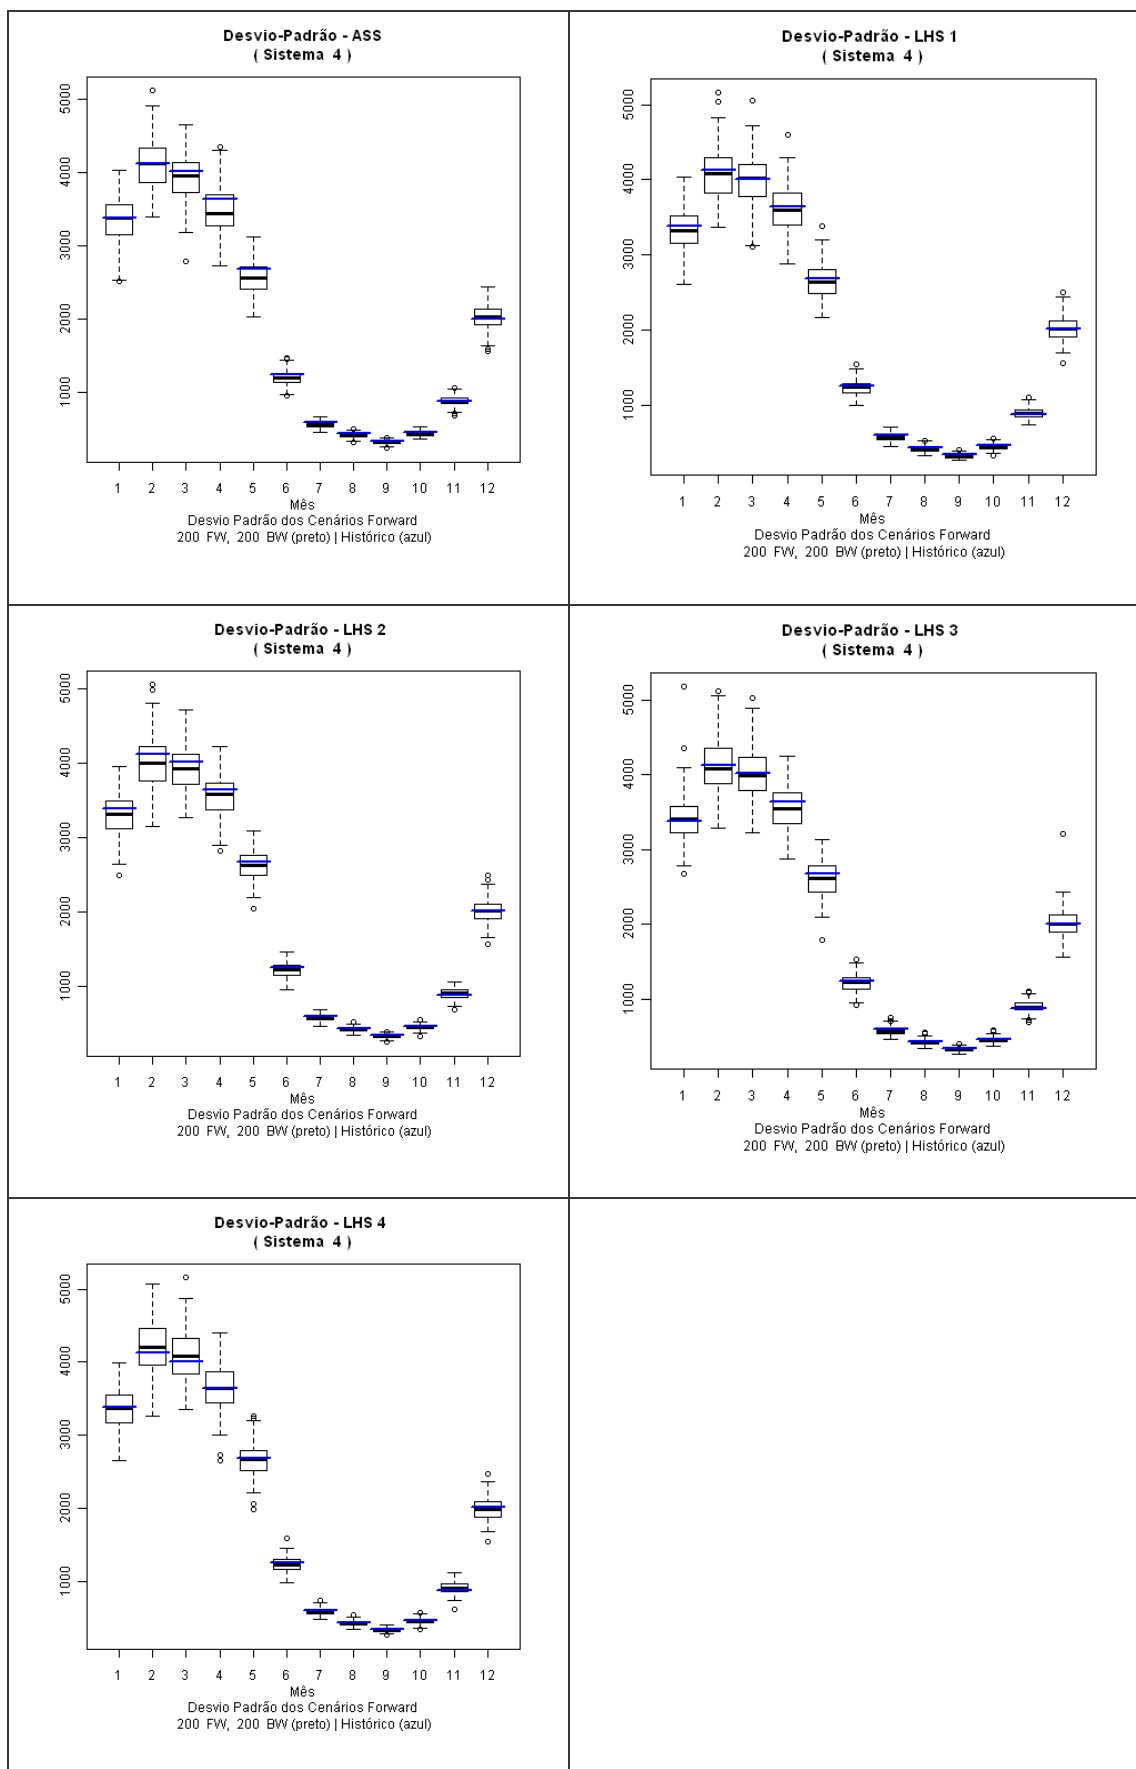 Desvio-Padrão - ASS
( Sistema 4 )
5000
4000
3000
2000
1000
1 2 3 4 5 6 7 8 9 10 11 12
Mês
Desvio Padrão dos Cenários Forward
200 FW, 200 BW (preto) | Histórico (azul)
Desvio-Padrão - LHS 1
( Sistema 4 )
5000
4000
3000
2000
1000
1 2 3 4 5 6 7 8 9 10 11 12
Mês
Desvio Padrão dos Cenários Forward
200 FW, 200 BW (preto) | Histórico (azul)
Desvio-Padrão - LHS 2
( Sistema 4 )
5000
4000
3000
2000
1000
1 2 3 4 5 6 7 8 9 10 11 12
Mês
Desvio Padrão dos Cenários Forward
200 FW, 200 BW (preto) | Histórico (azul)
Desvio-Padrão - LHS 3
( Sistema 4 )
5000
4000
3000
2000
1000
1 2 3 4 5 6 7 8 9 10 11 12
Mês
Desvio Padrão dos Cenários Forward
200 FW, 200 BW (preto) | Histórico (azul)
Desvio-Padrão - LHS 4
( Sistema 4 )
5000
4000
3000
2000
1000
1 2 3 4 5 6 7 8 9 10 11 12
Mês
Desvio Padrão dos Cenários Forward
200 FW, 200 BW (preto) | Histórico (azul)